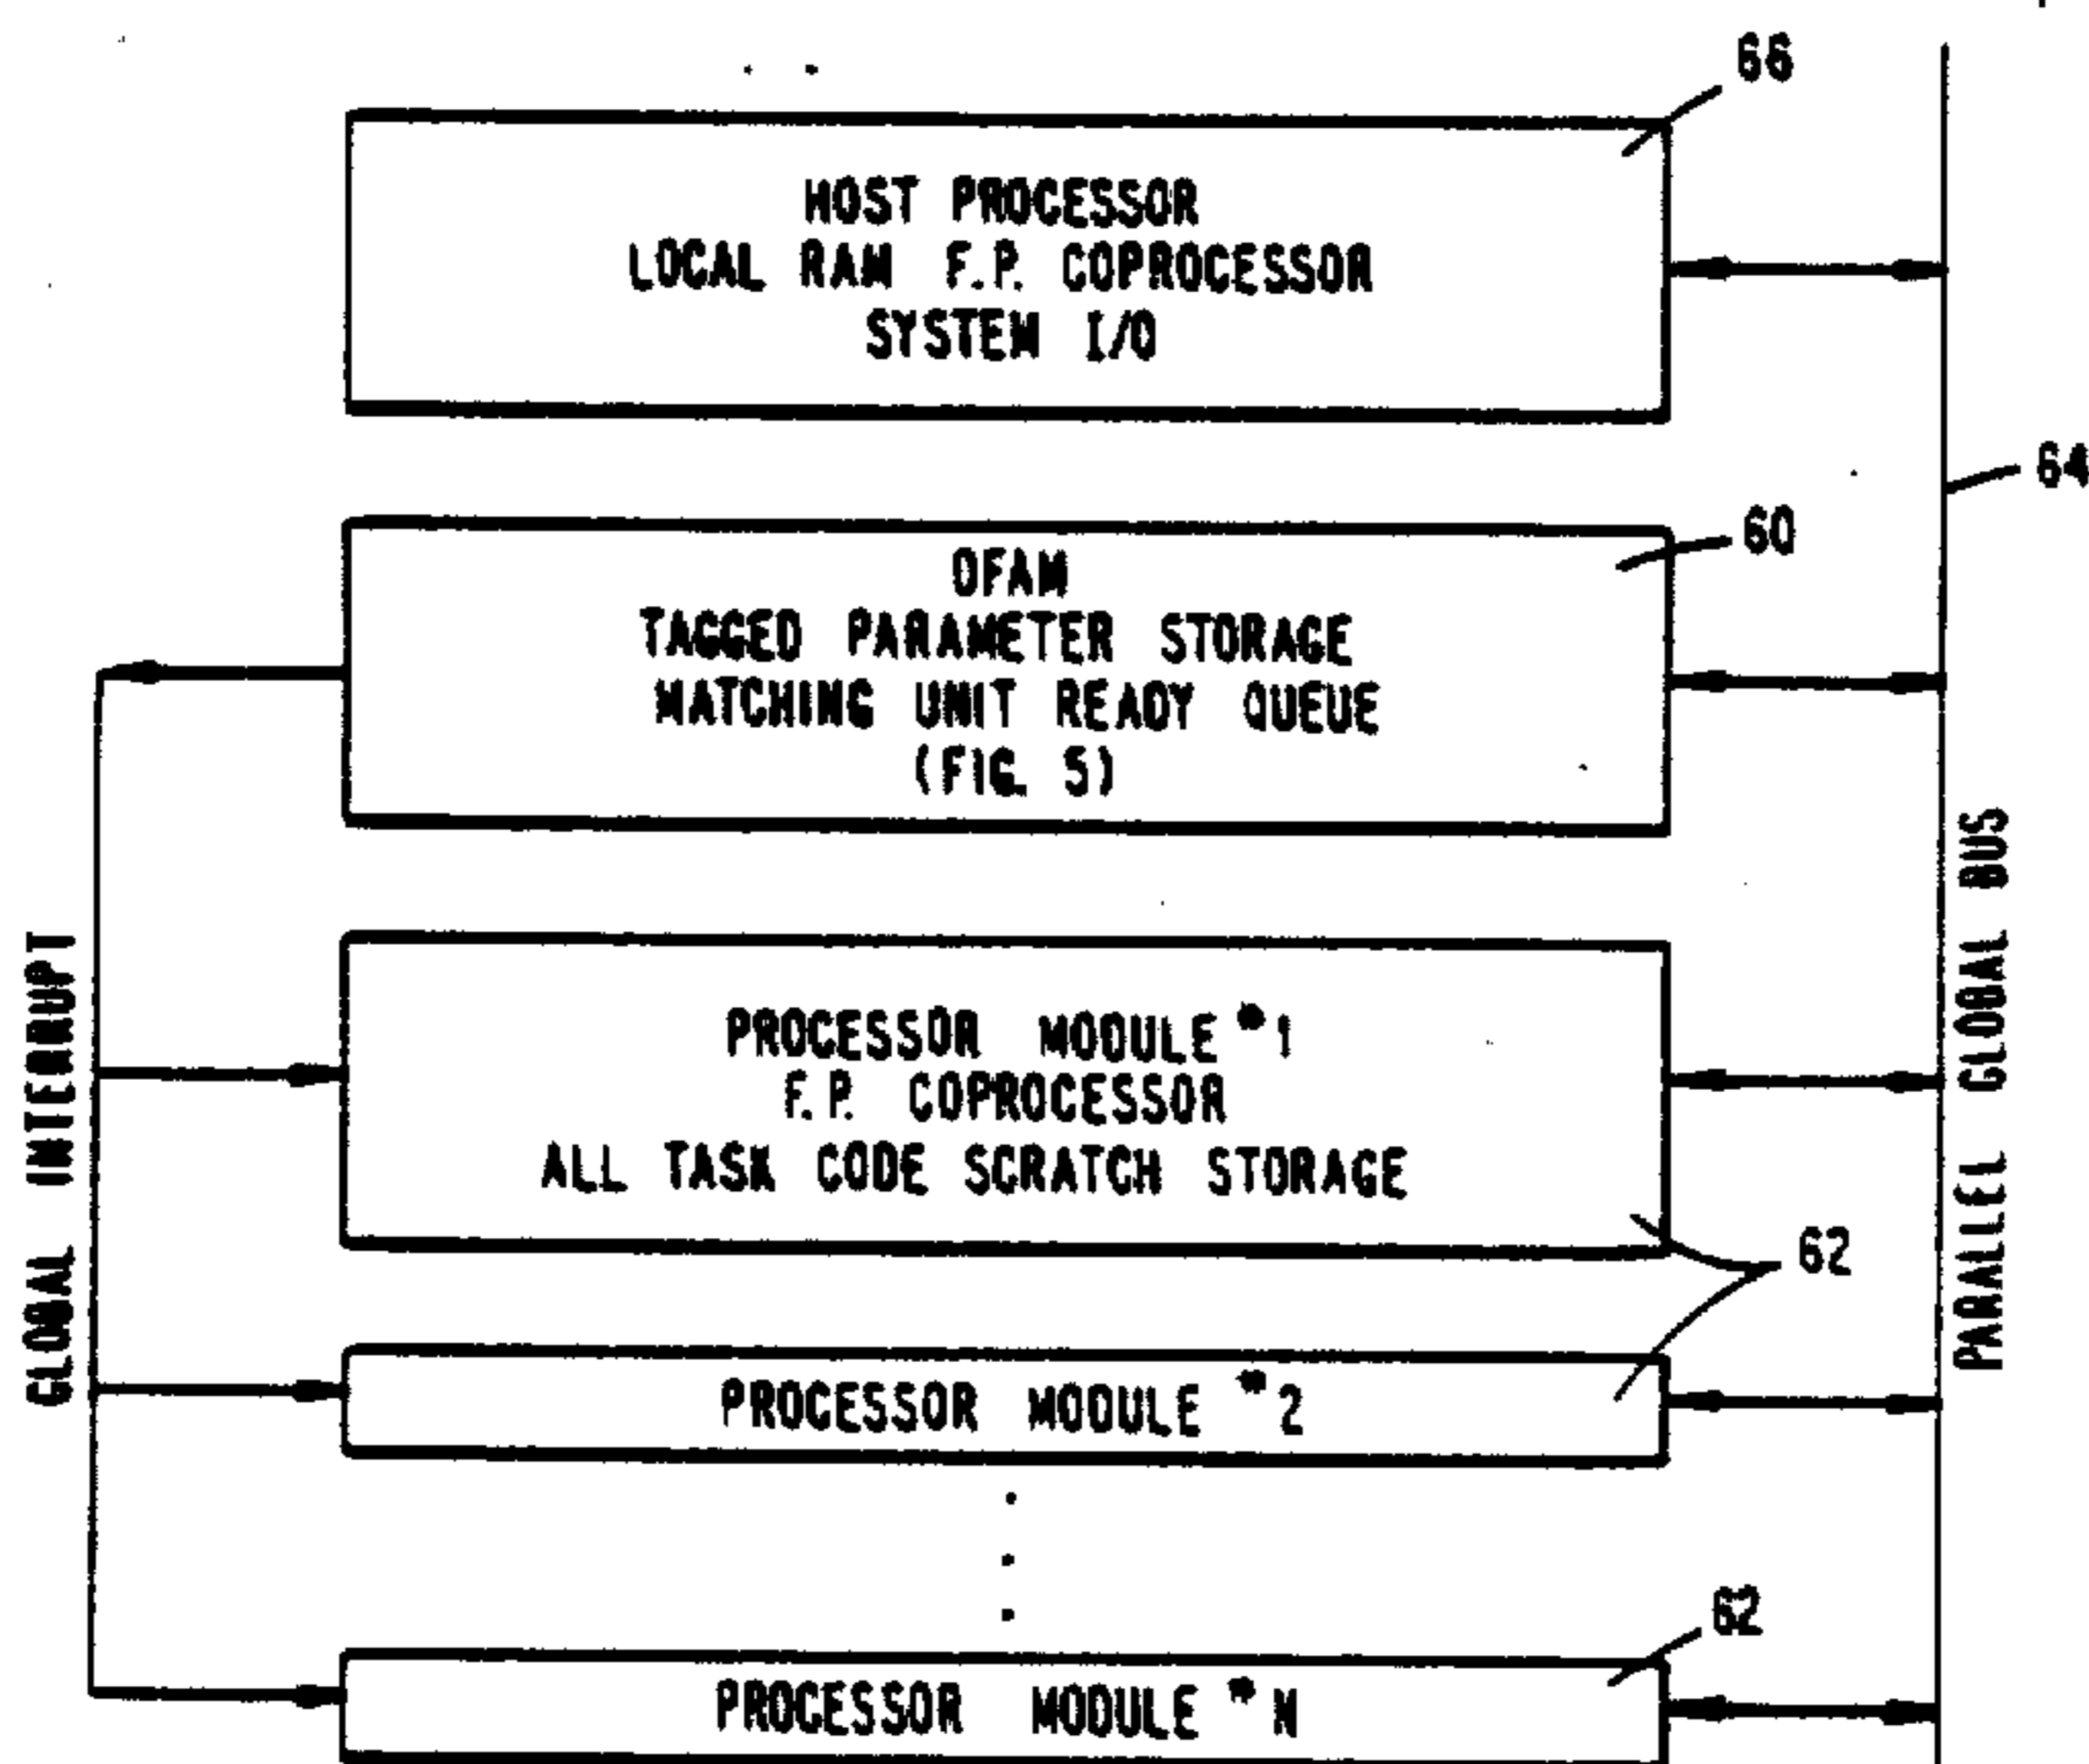 66
HOST PROCESSOR
LOCAL RAM F.P. COPROCESSOR
SYSTEM I/O
64
60
OFAM
TAGGED PARAMETER STORAGE
MATCHING UNIT READY QUEUE
(FIG. 5)
GLOBAL INTERRUPT
PARALLEL GLOBAL BUS
PROCESSOR MODULE #1
F.P. COPROCESSOR
ALL TASK CODE SCRATCH STORAGE
62
PROCESSOR MODULE #2
62
PROCESSOR MODULE #N